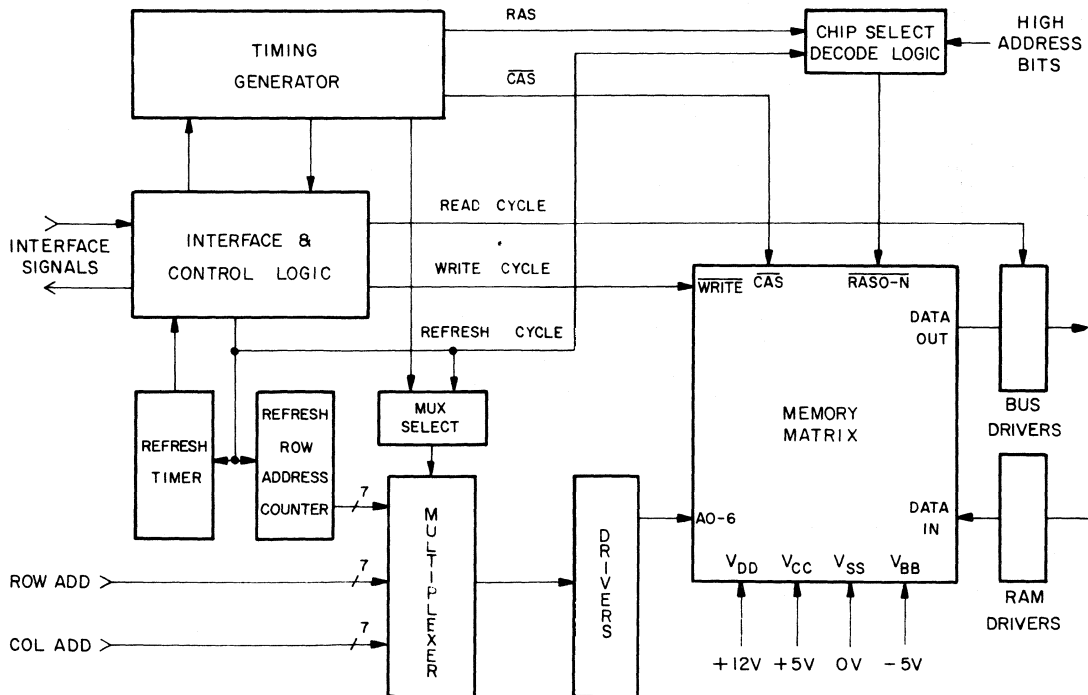 RAS
TIMING
GENERATOR
CAS
CHIP SELECT
DECODE LOGIC
HIGH
ADDRESS
BITS
INTERFACE
SIGNALS
INTERFACE &
CONTROL LOGIC
READ CYCLE
WRITE CYCLE
REFRESH CYCLE
WRITE
CAS
RASO-N
DATA
OUT
MEMORY
MATRIX
BUS
DRIVERS
REFRESH
TIMER
REFRESH
ROW
ADDRESS
COUNTER
MUX
SELECT
7
MULTIPLEXER
DRIVERS
AO-6
DATA
IN
ROW ADD
7
COL ADD
7
VDD
VCC
VSS
VBB
RAM
DRIVERS
+12V
+5V
0V
-5V